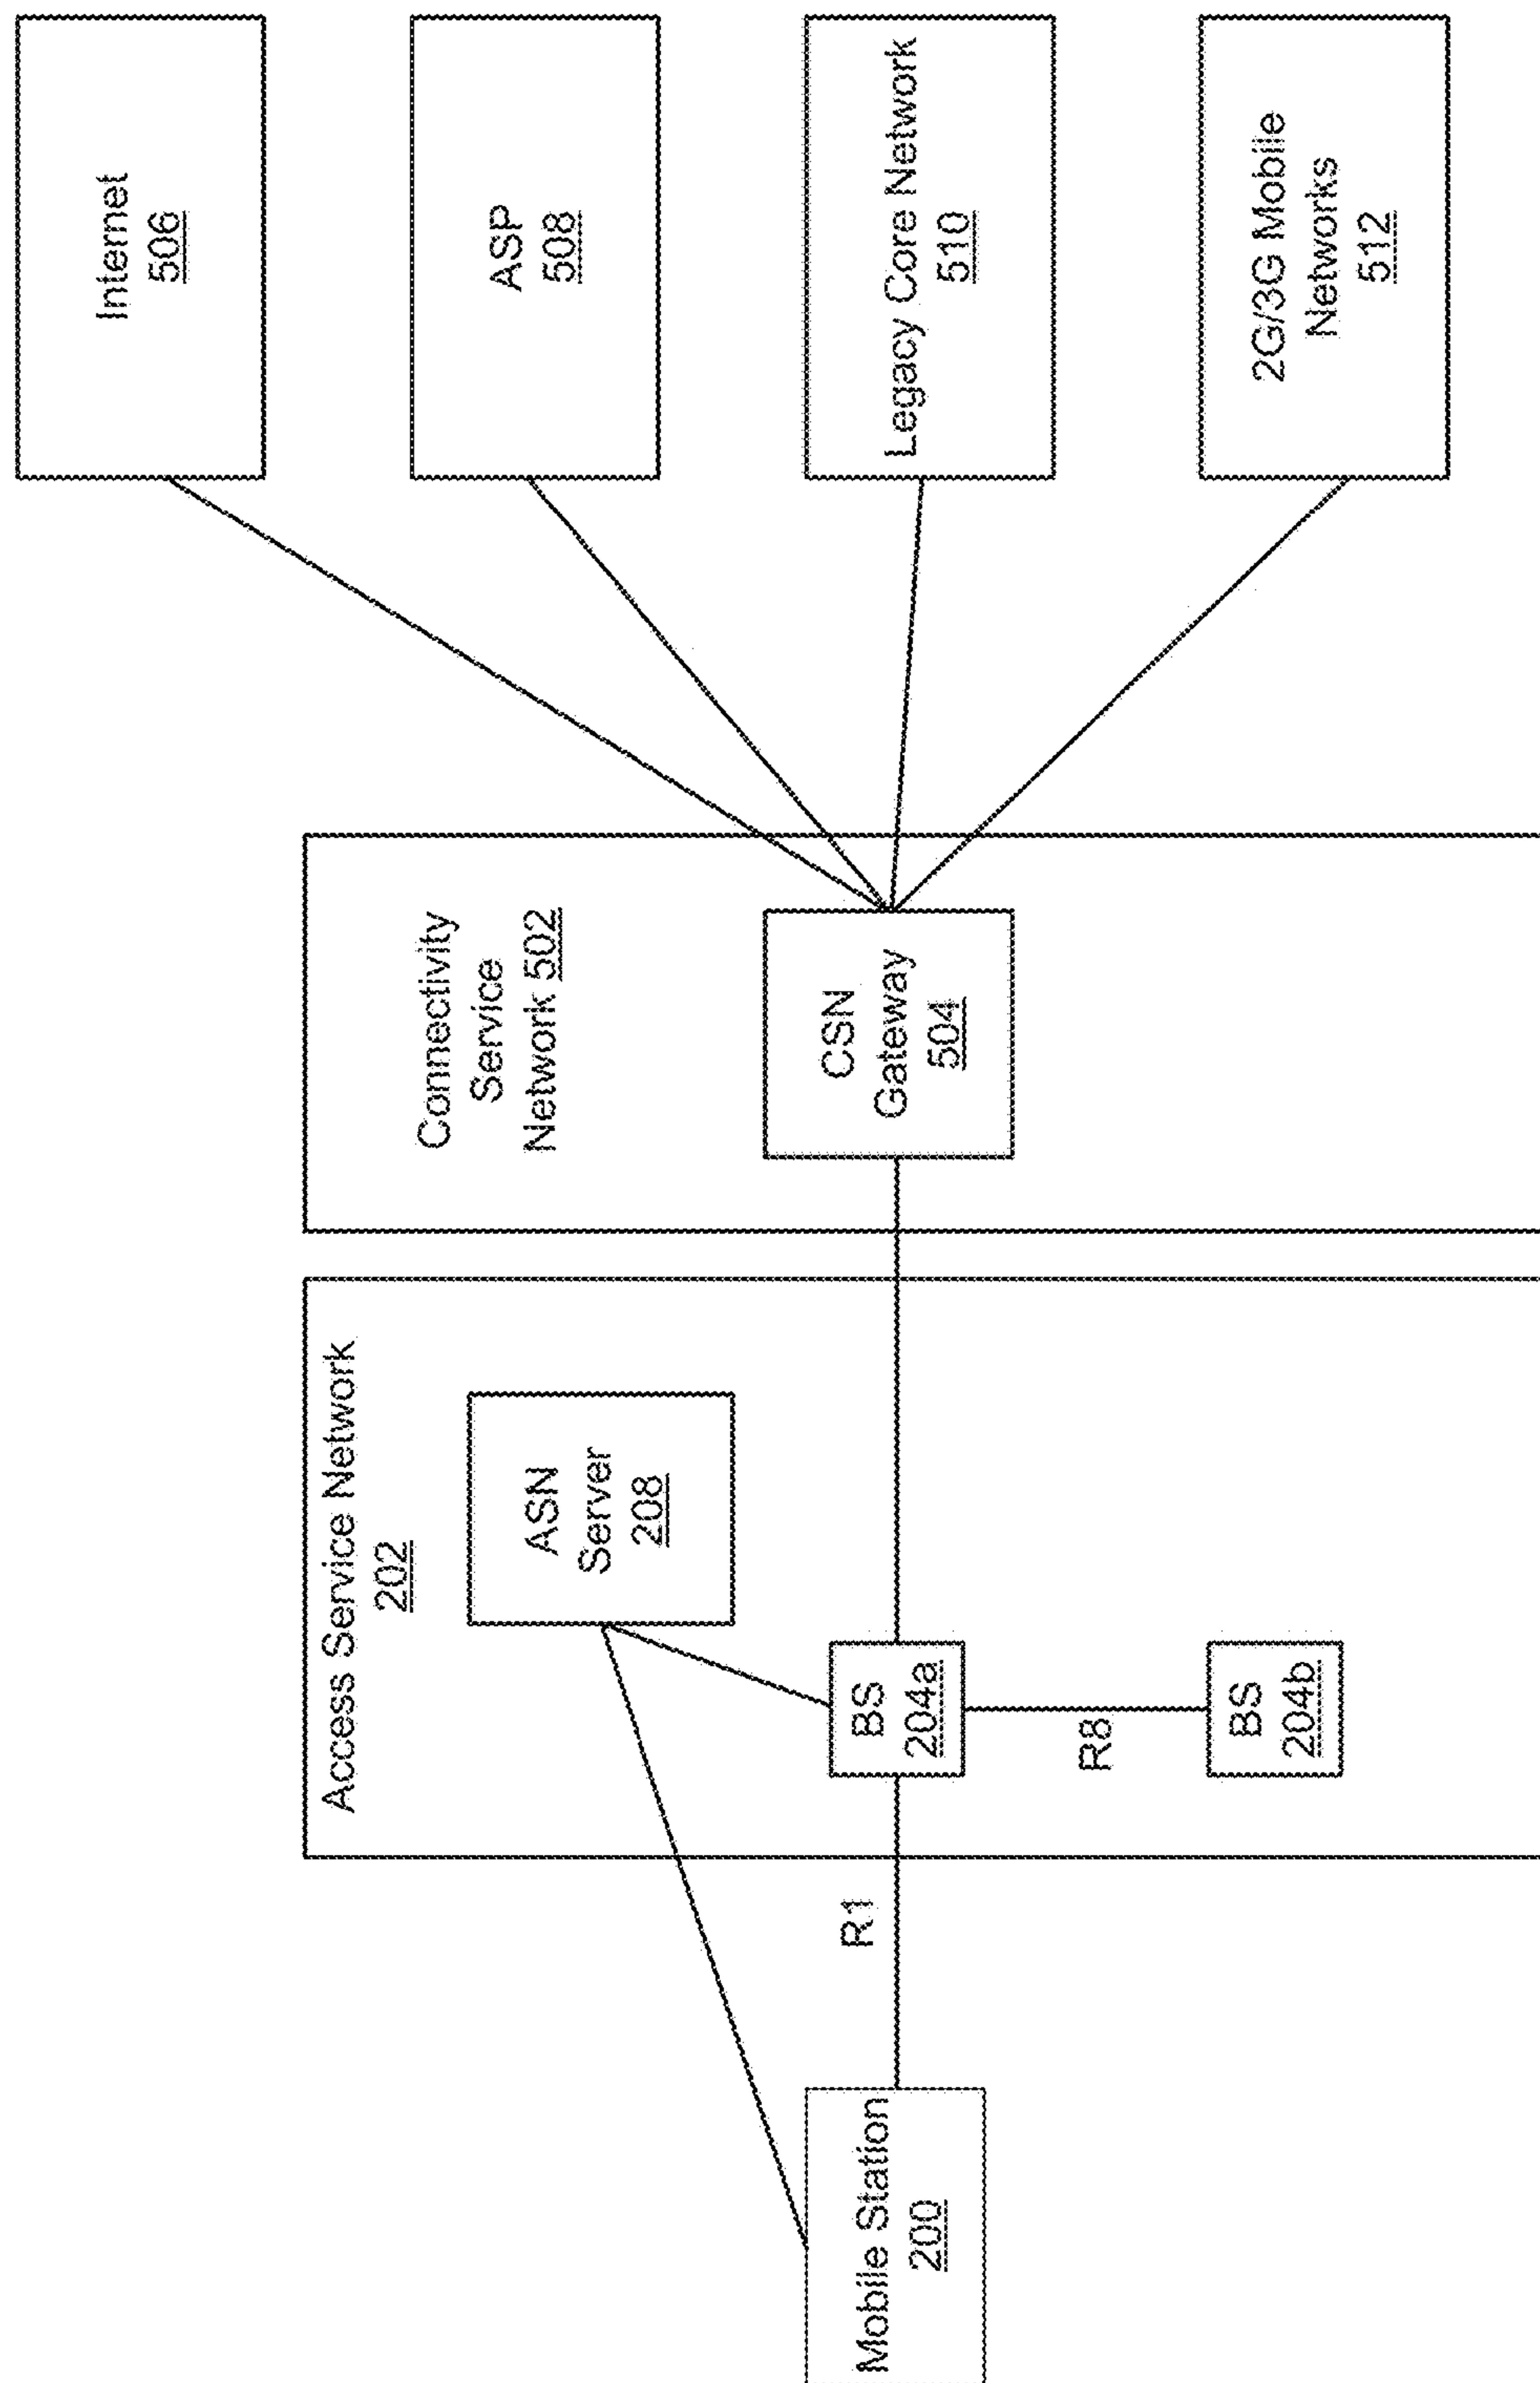 Internet
506
ASP
508
Legacy Core Network
510
2G/3G Mobile
Networks
512
Connectivity
Service
Network 502
CSN
Gateway
504
Access Service Network
202
ASN
Server
208
BS
204a
R8
BS
204b
R1
Mobile Station
200